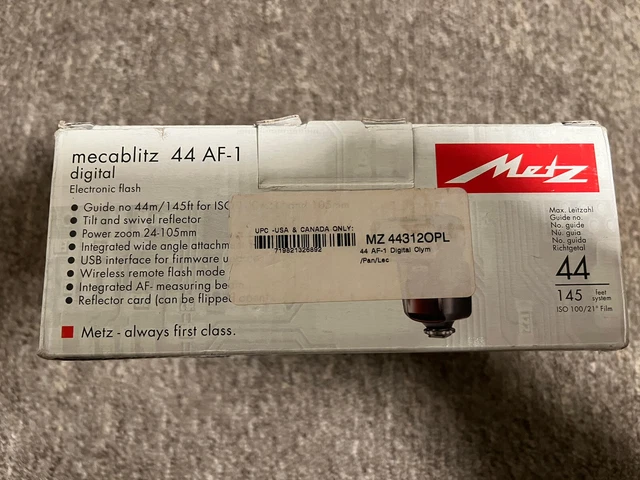 mecablitz 44 AF-1
digital
Electronic flash
● Guide no 44m/145ft for ISO
● Tilt and swivel reflector
● Power zoom 24-105mm
● Integrated wide angle attachm
● USB interface for firmware u
● Wireless remote flash mode
● Integrated AF- measuring be
● Reflector card (can be flipped
Metz - always first class.
UPC -USA & CANADA ONLY:
MZ 44312OPL
44 AF-1 Digital Olym
/Pan/Lec
Metz
Max. Leitzahl
Guide no.
No. guide
Nu. guia
No. guida
Richtgetal
44
145 feet
system
ISO 100/21° Film